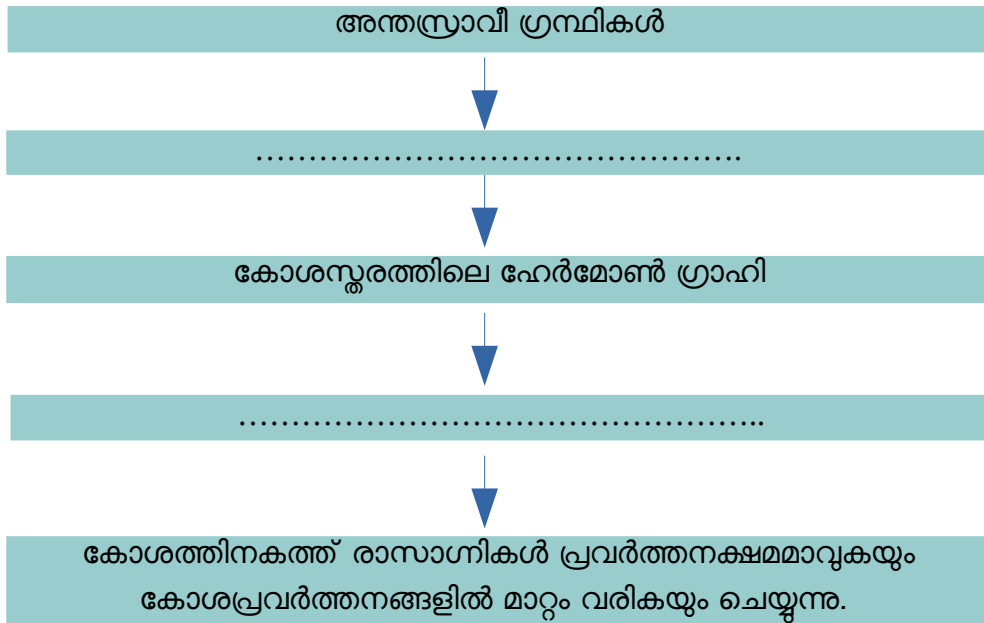 അന്തസ്രാവീ ഗ്രന്ഥികൾ
……………………………………….
കോശസ്തരത്തിലെ ഹേർമോൺ ഗ്രാഹി
…………………………………………..
കോശത്തിനകത്ത് രാസാഗ്നികൾ പ്രവർത്തനക്ഷമമാവുകയും
കോശപ്രവർത്തനങ്ങളിൽ മാറ്റം വരികയും ചെയ്യുന്നു.